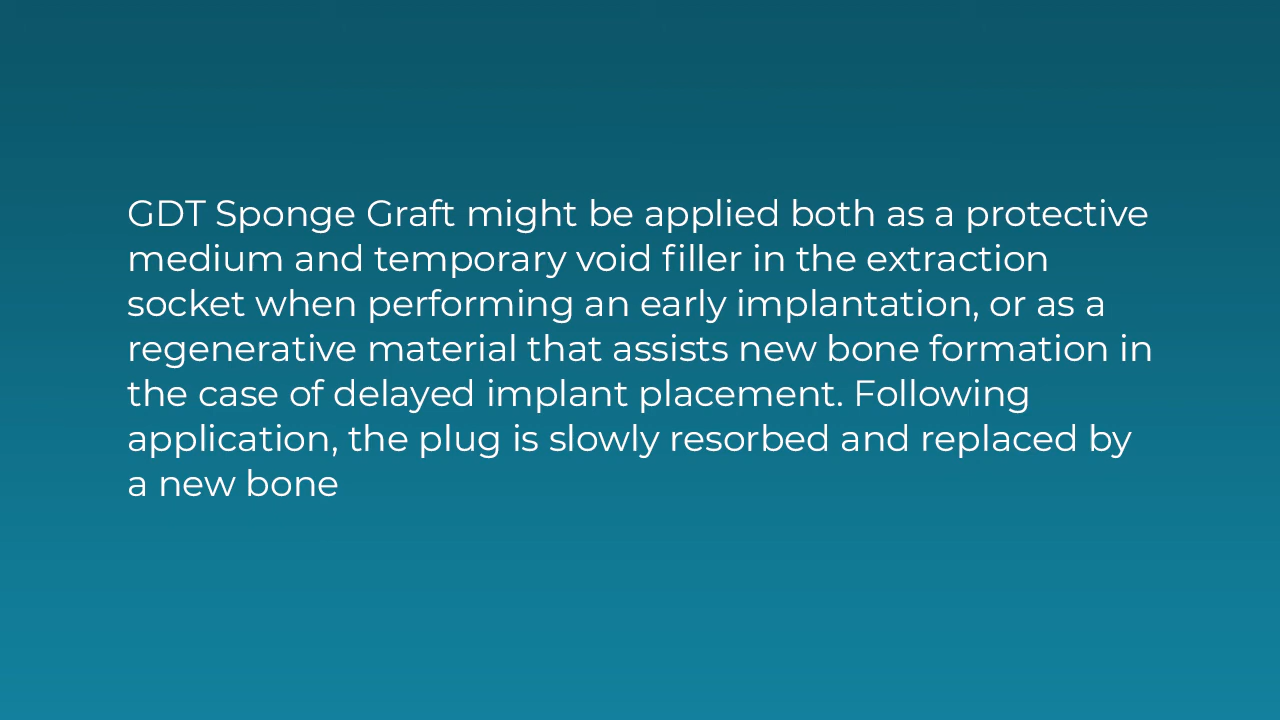 GDT Sponge Graft might be applied both as a protective
medium and temporary void filler in the extraction
socket when performing an early implantation, or as a
regenerative material that assists new bone formation in
the case of delayed implant placement. Following
application, the plug is slowly resorbed and replaced by
a new bone